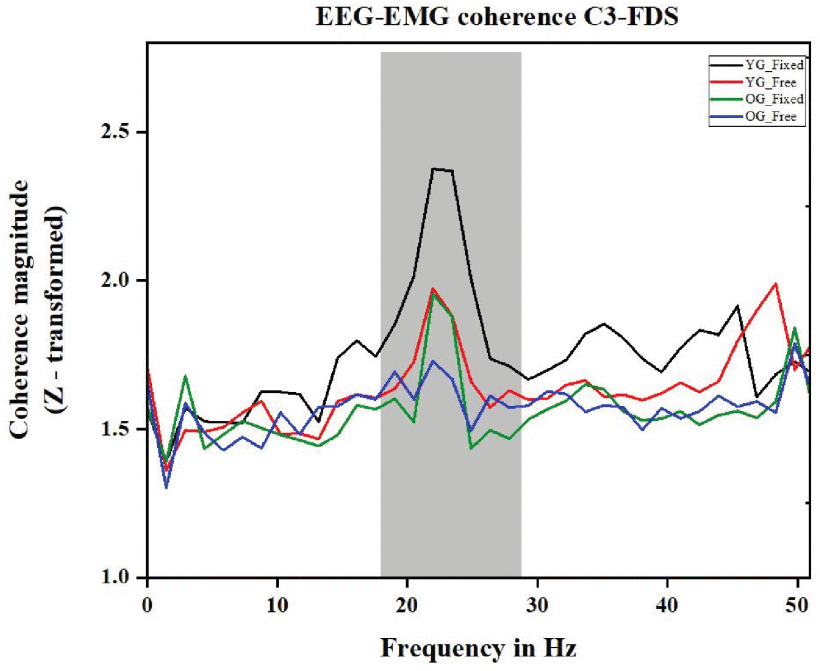 EEG-EMG coherence C3-FDS
YG_Fixed
YG_Free
OG_Fixed
OG_Free
2.5
2.0
1.5
1.0
Coherence magnitude
(Z - transformed)
0
10
20
30
40
50
Frequency in Hz